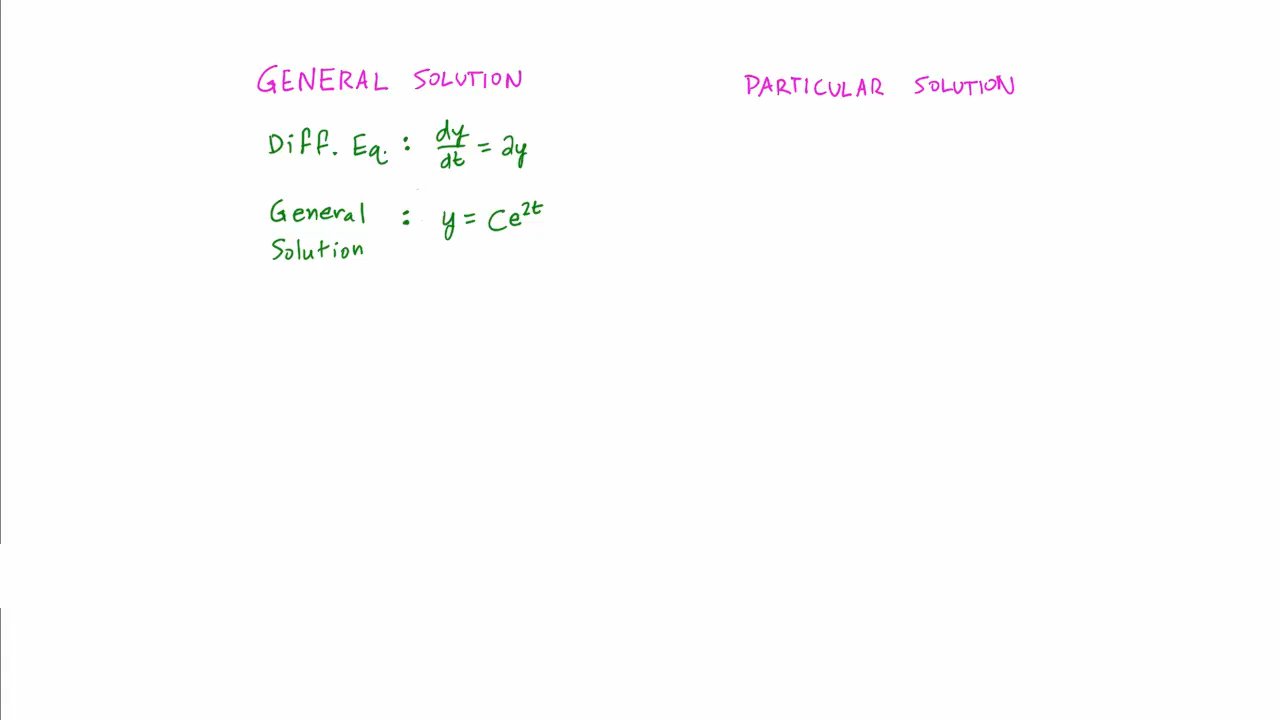 GENERAL SOLUTION
PARTICULAR SOLUTION
Diff. Eq. : dy/dt = 2y
General : y = Ce^{2t}
Solution